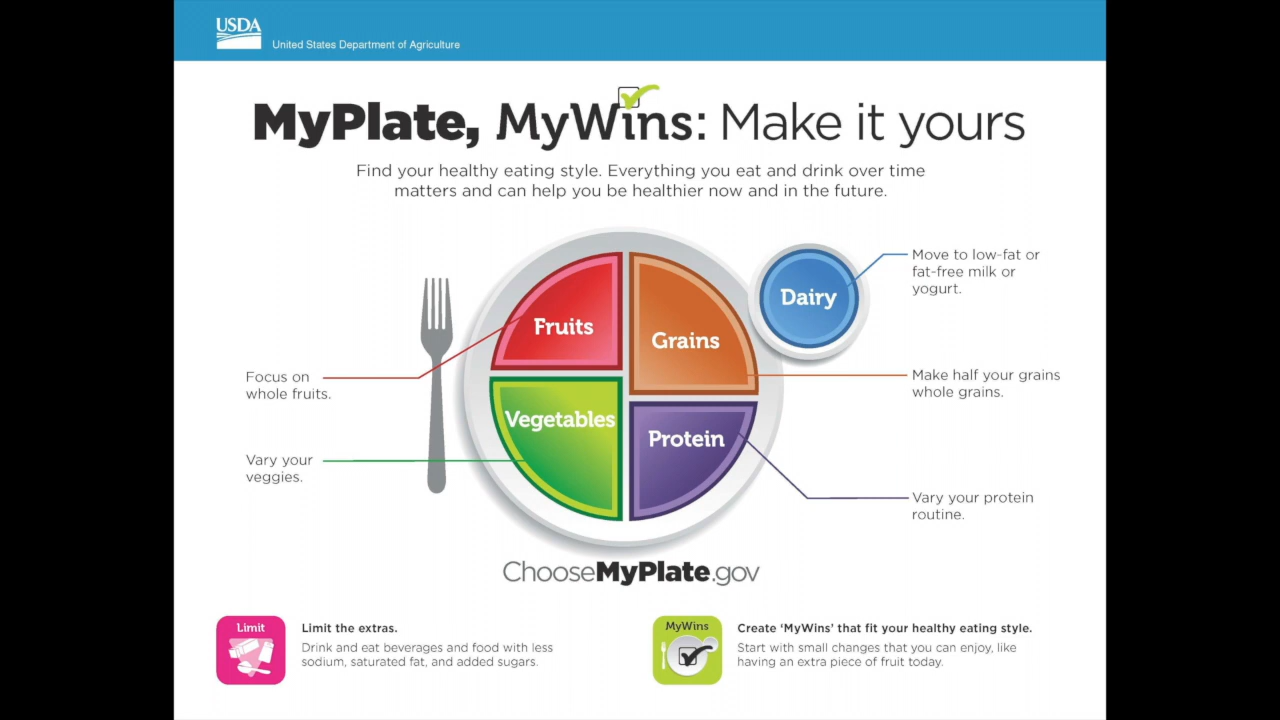 USDA
United States Department of Agriculture
MyPlate, MyWins: Make it yours
Find your healthy eating style. Everything you eat and drink over time
matters and can help you be healthier now and in the future.
Fruits
Grains
Vegetables
Protein
Dairy
Move to low-fat or
fat-free milk or
yogurt.
Focus on
whole fruits.
Make half your grains
whole grains.
Vary your
veggies.
Vary your protein
routine.
ChooseMyPlate.gov
Limit
Limit the extras.
Drink and eat beverages and food with less
sodium, saturated fat, and added sugars.
MyWins
Create ‘MyWins’ that fit your healthy eating style.
Start with small changes that you can enjoy, like
having an extra piece of fruit today.